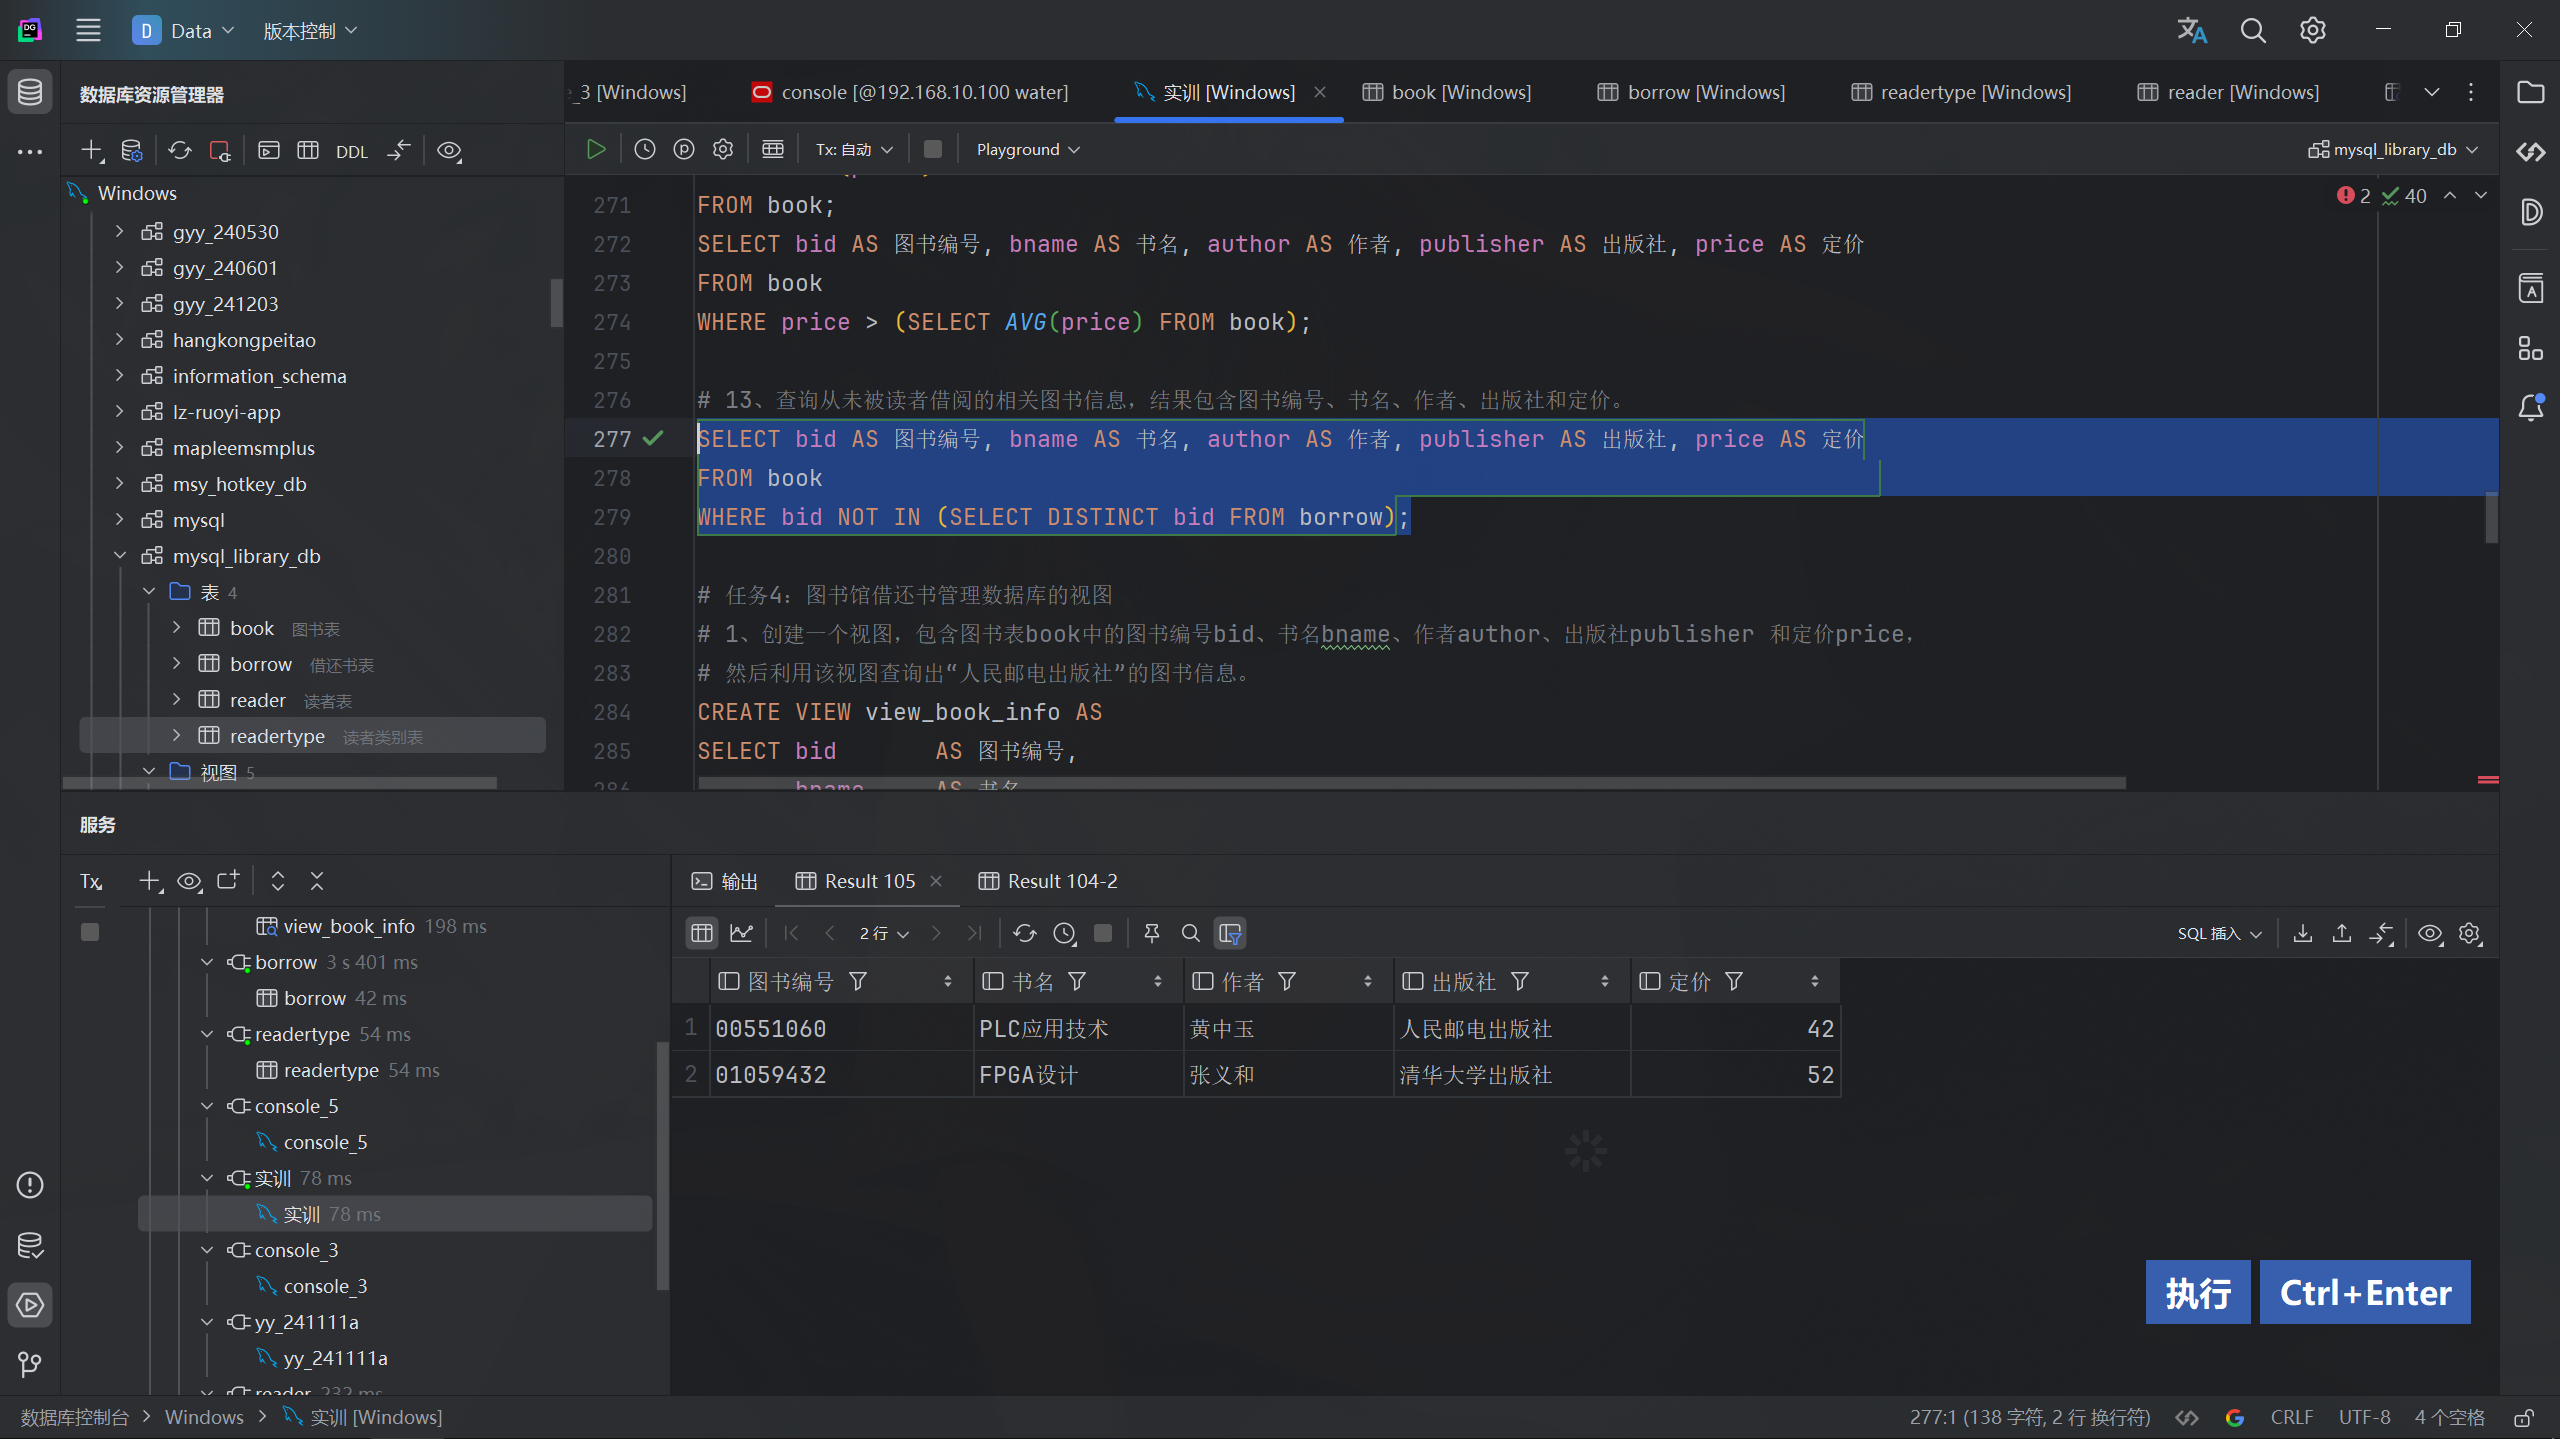 D Data 版本控制
数据库资源管理器
_3 [Windows] console [@192.168.10.100 water] 实训 [Windows] book [Windows] borrow [Windows] readertype [Windows] reader [Windows]
DDL
Tx: 自动 Playground mysql_library_db
2 40
Windows
gyy_240530
gyy_240601
gyy_241203
hangkongpeitao
information_schema
lz-ruoyi-app
mapleemsmplus
msy_hotkey_db
mysql
mysql_library_db
表 4
book 图书表
borrow 借还书表
reader 读者表
readertype 读者类别表
视图 5
271 FROM book;
272 SELECT bid AS 图书编号, bname AS 书名, author AS 作者, publisher AS 出版社, price AS 定价
273 FROM book
274 WHERE price > (SELECT AVG(price) FROM book);
275
276 # 13、查询从未被读者借阅的相关图书信息，结果包含图书编号、书名、作者、出版社和定价。
277 SELECT bid AS 图书编号, bname AS 书名, author AS 作者, publisher AS 出版社, price AS 定价
278 FROM book
279 WHERE bid NOT IN (SELECT DISTINCT bid FROM borrow);
280
281 # 任务4：图书馆借还书管理数据库的视图
282 # 1、创建一个视图，包含图书表book中的图书编号bid、书名bname、作者author、出版社publisher 和定价price，
283 # 然后利用该视图查询出“人民邮电出版社”的图书信息。
284 CREATE VIEW view_book_info AS
285 SELECT bid AS 图书编号,
286 bname AS 书名
服务
Tx
view_book_info 198 ms
borrow 3 s 401 ms
borrow 42 ms
readertype 54 ms
readertype 54 ms
console_5
console_5
实训 78 ms
实训 78 ms
console_3
console_3
yy_241111a
yy_241111a
reader 232 ms
输出 Result 105 Result 104-2
2 行 SQL 插入
图书编号 书名 作者 出版社 定价
1 00551060 PLC应用技术 黄中玉 人民邮电出版社 42
2 01059432 FPGA设计 张义和 清华大学出版社 52
执行 Ctrl+Enter
数据库控制台 Windows 实训 [Windows] 277:1 (138 字符, 2 行 换行符) CRLF UTF-8 4 个空格